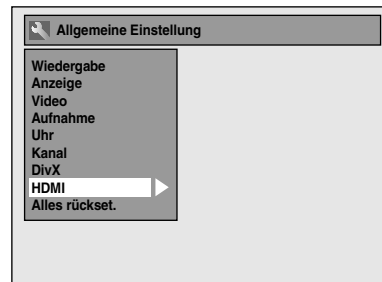 Allgemeine Einstellung
Wiedergabe
Anzeige
Video
Aufnahme
Uhr
Kanal
DivX
HDMI
Alles rückset.